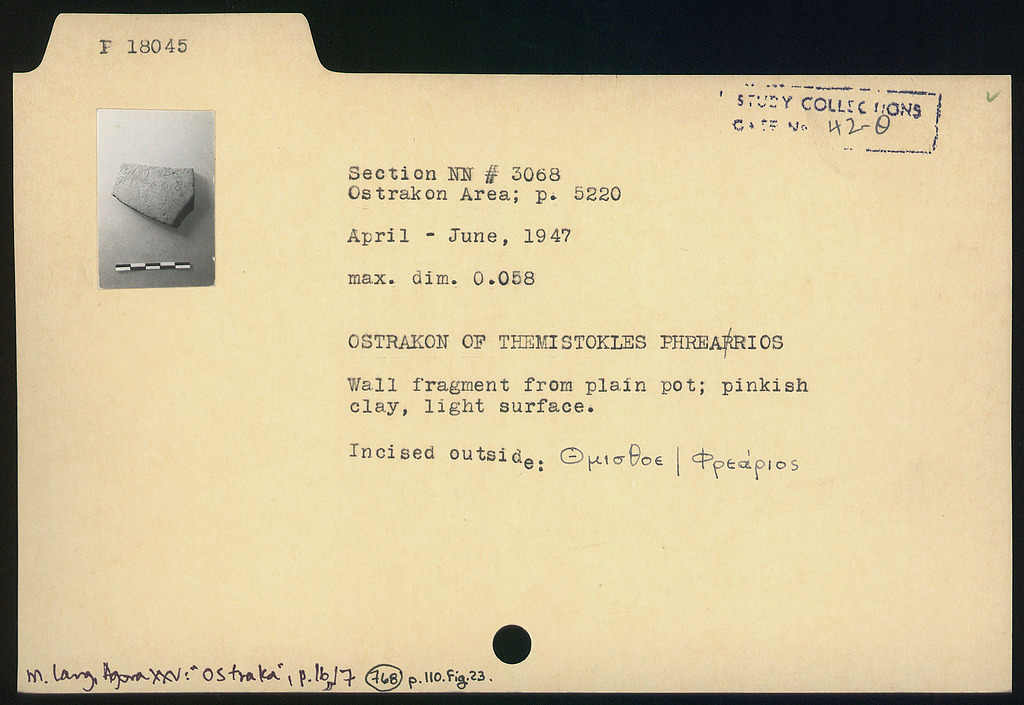 P 18045
STUDY COLLECTIONS
CASE No 42-θ
Section NN # 3068
Ostrakon Area; p. 5220
April - June, 1947
max. dim. 0.058
OSTRAKON OF THEMISTOKLES PHREARRIOS
Wall fragment from plain pot; pinkish
clay, light surface.
Incised outside: Θμισθοε | Φρεάριος
M. Lang, Agora XXV: "Ostraka", p. 16, 17 768 p. 110. Fig. 23.